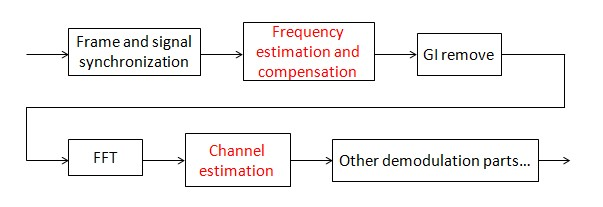 Frame and signal
synchronization
Frequency
estimation and
compensation
GI remove
FFT
Channel
estimation
Other demodulation parts...